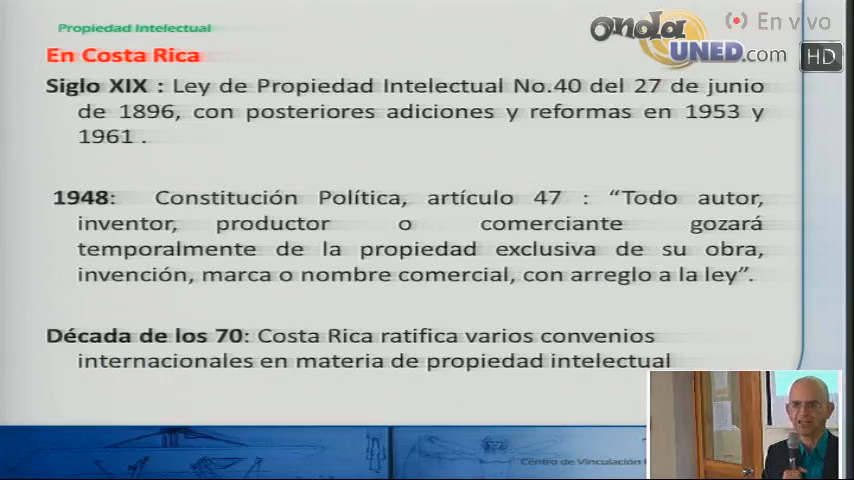 Propiedad Intelectual
onda
UNED.com
En vivo
HD
En Costa Rica
Siglo XIX : Ley de Propiedad Intelectual No.40 del 27 de junio
de 1896, con posteriores adiciones y reformas en 1953 y
1961 .
1948: Constitución Política, artículo 47 : “Todo autor,
inventor, productor o comerciante gozará
temporalmente de la propiedad exclusiva de su obra,
invención, marca o nombre comercial, con arreglo a la ley”.
Década de los 70: Costa Rica ratifica varios convenios
internacionales en materia de propiedad intelectual
Centro de Vinculación